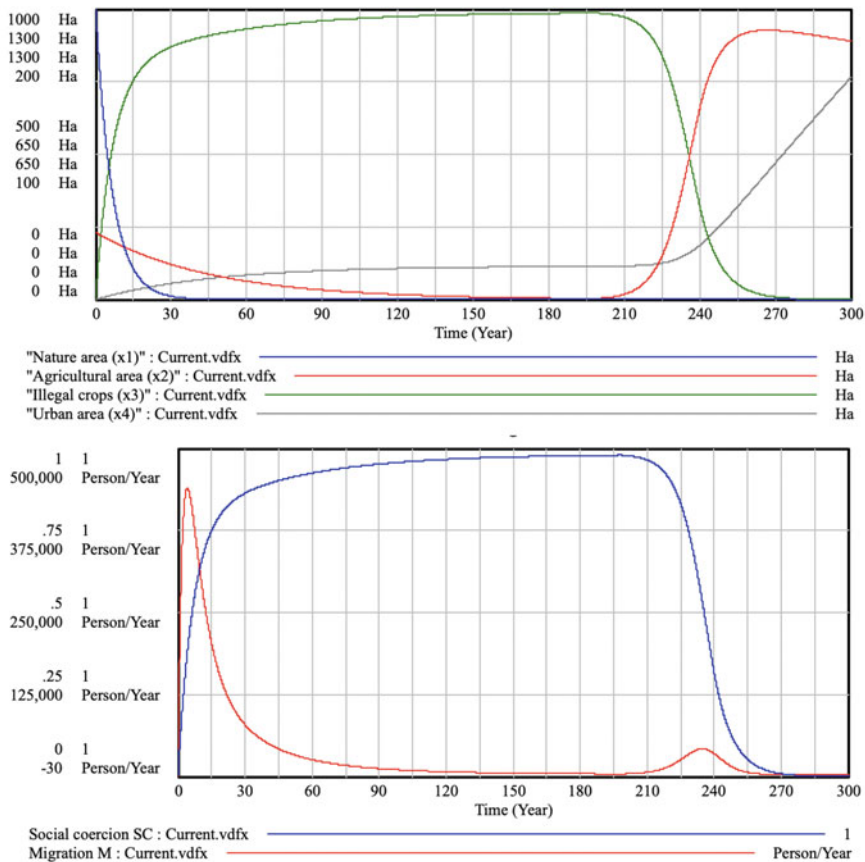 1000 Ha
1300 Ha
1300 Ha
200 Ha
500 Ha
650 Ha
650 Ha
100 Ha
0 Ha
0 Ha
0 Ha
0 Ha
0 30 60 90 120 150 180 210 240 270 300
Time (Year)
"Nature area (x1)" : Current.vdfx Ha
"Agricultural area (x2)" : Current.vdfx Ha
"Illegal crops (x3)" : Current.vdfx Ha
"Urban area (x4)" : Current.vdfx Ha
1 1
500,000 Person/Year
.75 1
375,000 Person/Year
.5 1
250,000 Person/Year
.25 1
125,000 Person/Year
0 1
-30 Person/Year
0 30 60 90 120 150 180 210 240 270 300
Time (Year)
Social coercion SC : Current.vdfx 1
Migration M : Current.vdfx Person/Year